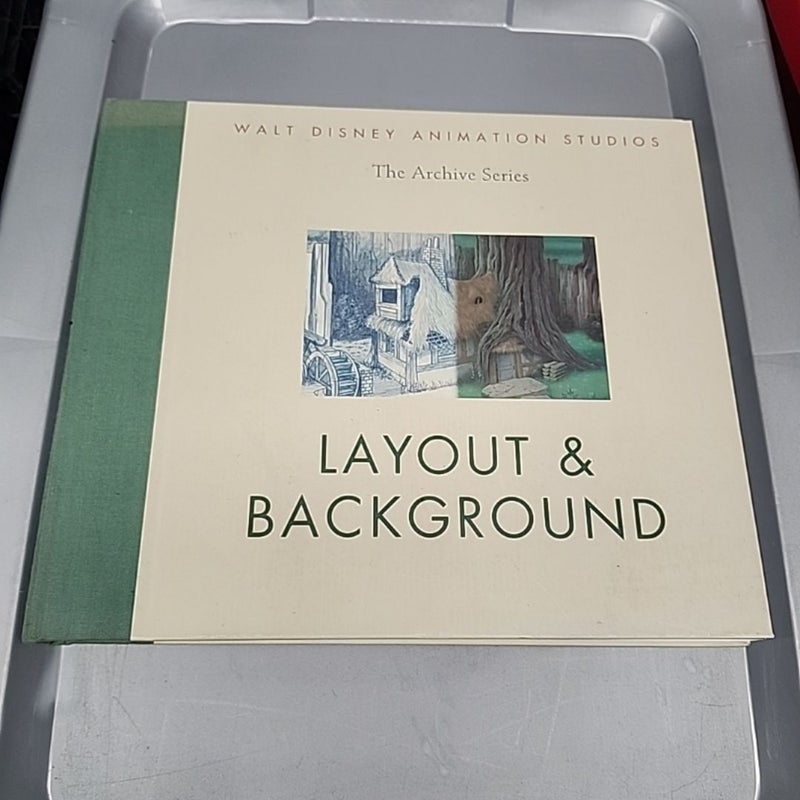 WALT DISNEY ANIMATION STUDIOS
The Archive Series
LAYOUT &
BACKGROUND